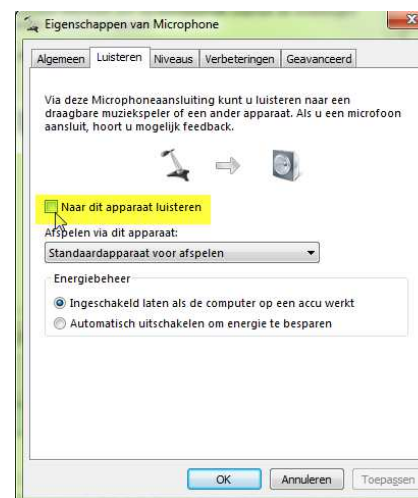 Eigenschappen van Microphone
Algemeen Luisteren Niveaus Verbeteringen Geavanceerd
Via deze Microphoneaansluiting kunt u luisteren naar een
draagbare muziekspeler of een ander apparaat. Als u een microfoon
aansluit, hoort u mogelijk feedback.
Naar dit apparaat luisteren
Afspelen via dit apparaat:
Standaardapparaat voor afspelen
Energiebeheer
Ingeschakeld laten als de computer op een accu werkt
Automatisch uitschakelen om energie te besparen
OK Annuleren Toepassen